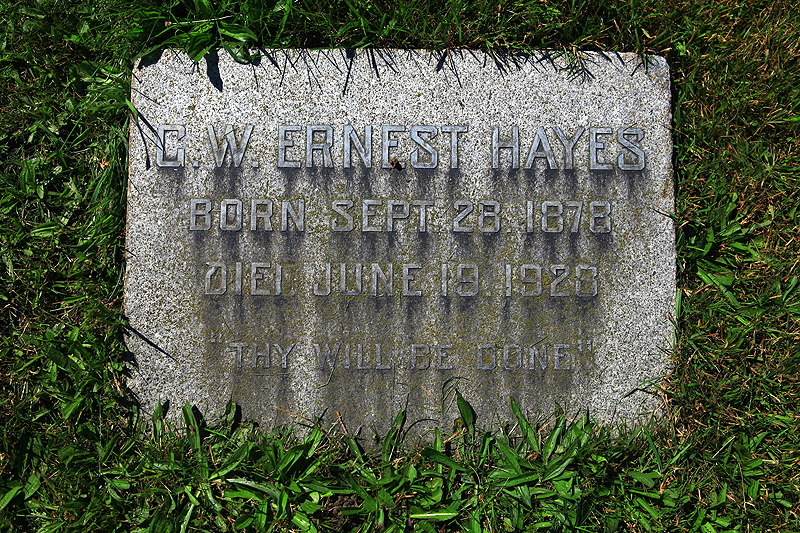 G. W. ERNEST HAYES
BORN SEPT. 28. 1878
DIED JUNE 19. 1928
"THY WILL BE DONE"